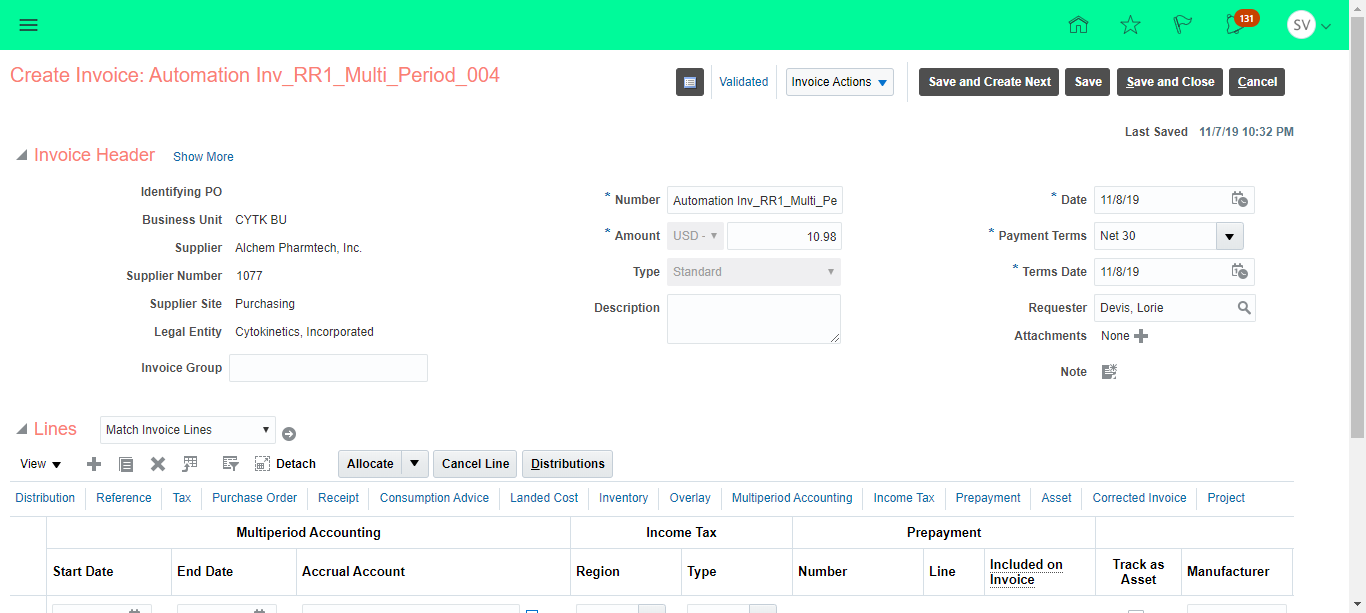 131
SV
Create Invoice: Automation Inv_RR1_Multi_Period_004
Validated
Invoice Actions
Save and Create Next
Save
Save and Close
Cancel
Last Saved 11/7/19 10:32 PM
Invoice Header Show More
Identifying PO
Business Unit CYTK BU
Supplier Alchem Pharmtech, Inc.
Supplier Number 1077
Supplier Site Purchasing
Legal Entity Cytokinetics, Incorporated
Invoice Group
* Number Automation Inv_RR1_Multi_Pe
* Amount USD - 10.98
Type Standard
Description
* Date 11/8/19
* Payment Terms Net 30
* Terms Date 11/8/19
Requester Devis, Lorie
Attachments None
Note
Lines Match Invoice Lines
View Detach Allocate Cancel Line Distributions
Distribution Reference Tax Purchase Order Receipt Consumption Advice Landed Cost Inventory Overlay Multiperiod Accounting Income Tax Prepayment Asset Corrected Invoice Project
Multiperiod Accounting Income Tax Prepayment
Start Date End Date Accrual Account Region Type Number Line Included on Invoice Track as Asset Manufacturer